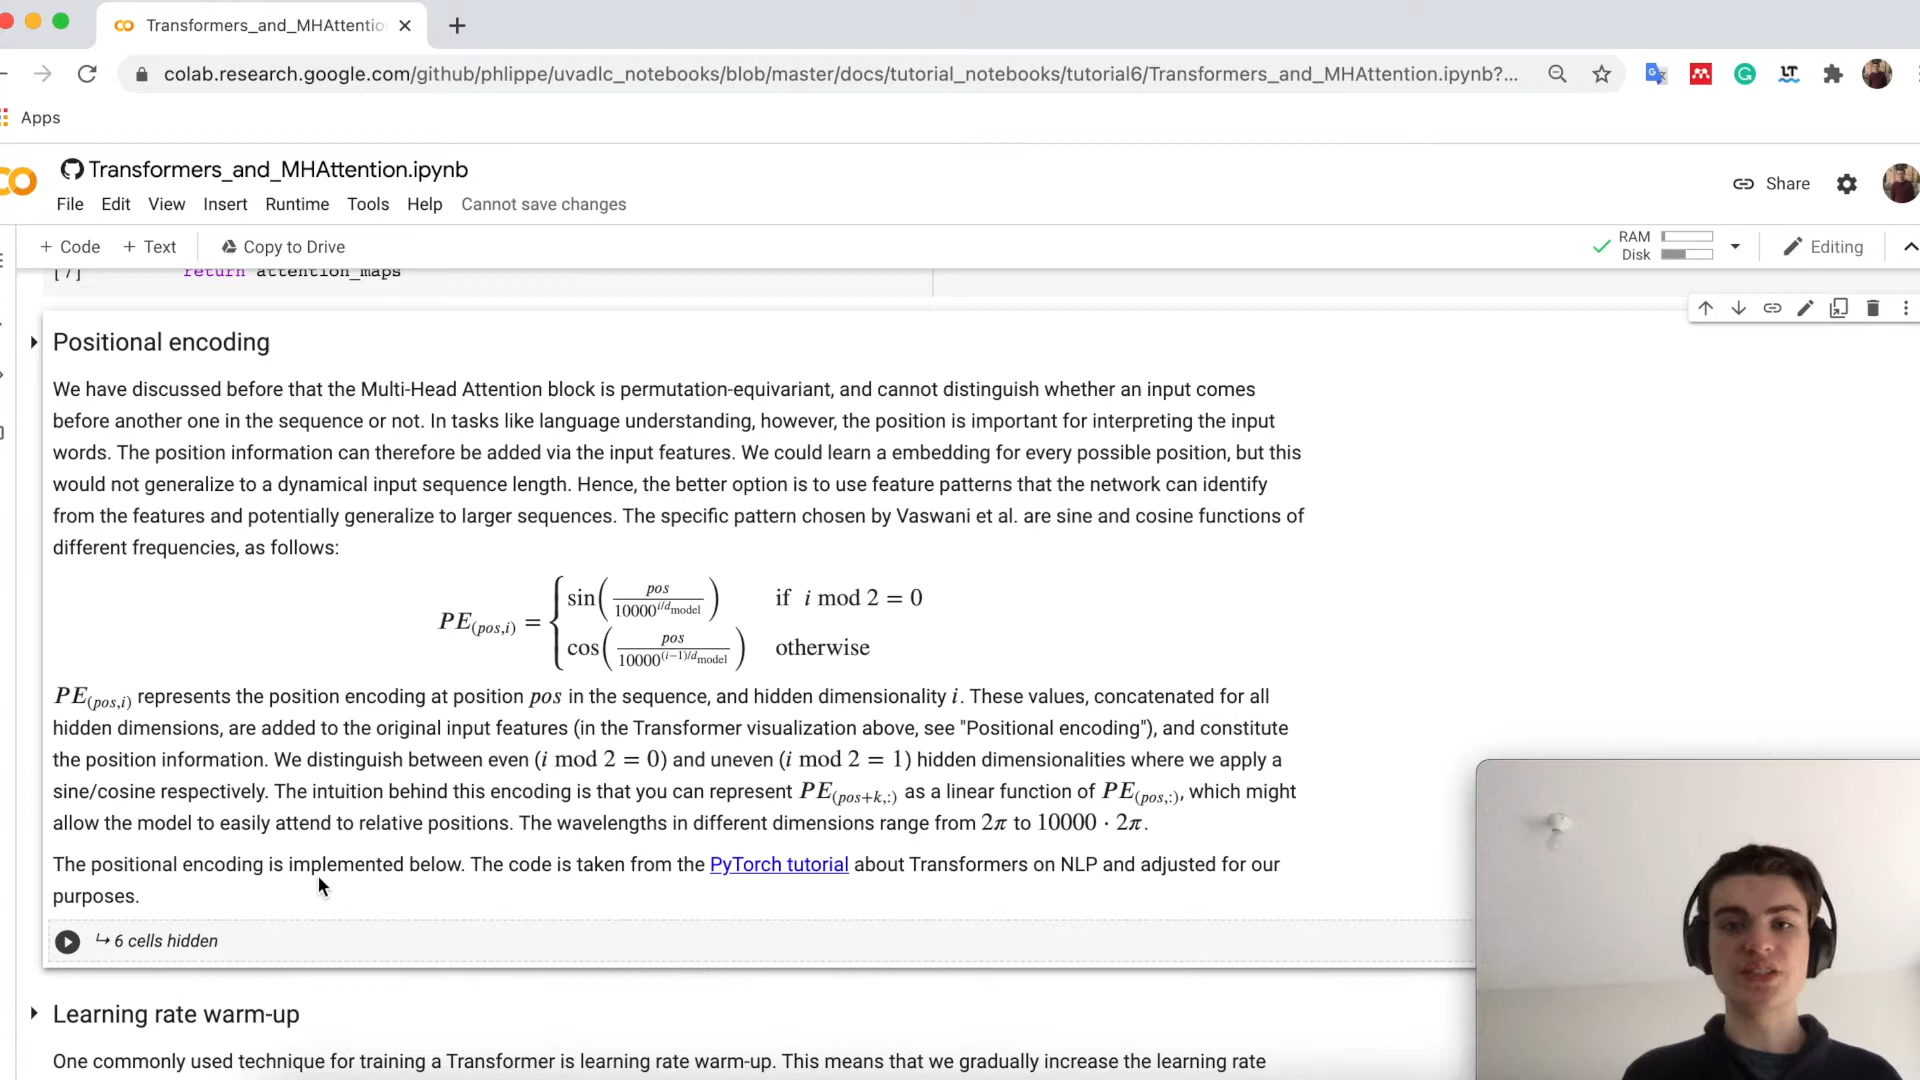 Transformers_and_MHAttentio
colab.research.google.com/github/phlippe/uvadlc_notebooks/blob/master/docs/tutorial_notebooks/tutorial6/Transformers_and_MHAttention.ipynb?...
Apps
Transformers_and_MHAttention.ipynb
File Edit View Insert Runtime Tools Help Cannot save changes
Share
+ Code + Text Copy to Drive
RAM
Disk
Editing
[7] return attention_maps
Positional encoding
We have discussed before that the Multi-Head Attention block is permutation-equivariant, and cannot distinguish whether an input comes
before another one in the sequence or not. In tasks like language understanding, however, the position is important for interpreting the input
words. The position information can therefore be added via the input features. We could learn a embedding for every possible position, but this
would not generalize to a dynamical input sequence length. Hence, the better option is to use feature patterns that the network can identify
from the features and potentially generalize to larger sequences. The specific pattern chosen by Vaswani et al. are sine and cosine functions of
different frequencies, as follows:
PE_(pos,i) = { sin(pos / 10000^(i/d_model)) if i mod 2 = 0
cos(pos / 10000^((i−1)/d_model)) otherwise
PE_(pos,i) represents the position encoding at position pos in the sequence, and hidden dimensionality i. These values, concatenated for all
hidden dimensions, are added to the original input features (in the Transformer visualization above, see "Positional encoding"), and constitute
the position information. We distinguish between even (i mod 2 = 0) and uneven (i mod 2 = 1) hidden dimensionalities where we apply a
sine/cosine respectively. The intuition behind this encoding is that you can represent PE_(pos+k,:) as a linear function of PE_(pos,:), which might
allow the model to easily attend to relative positions. The wavelengths in different dimensions range from 2π to 10000 · 2π.
The positional encoding is implemented below. The code is taken from the PyTorch tutorial about Transformers on NLP and adjusted for our
purposes.
↳ 6 cells hidden
Learning rate warm-up
One commonly used technique for training a Transformer is learning rate warm-up. This means that we gradually increase the learning rate